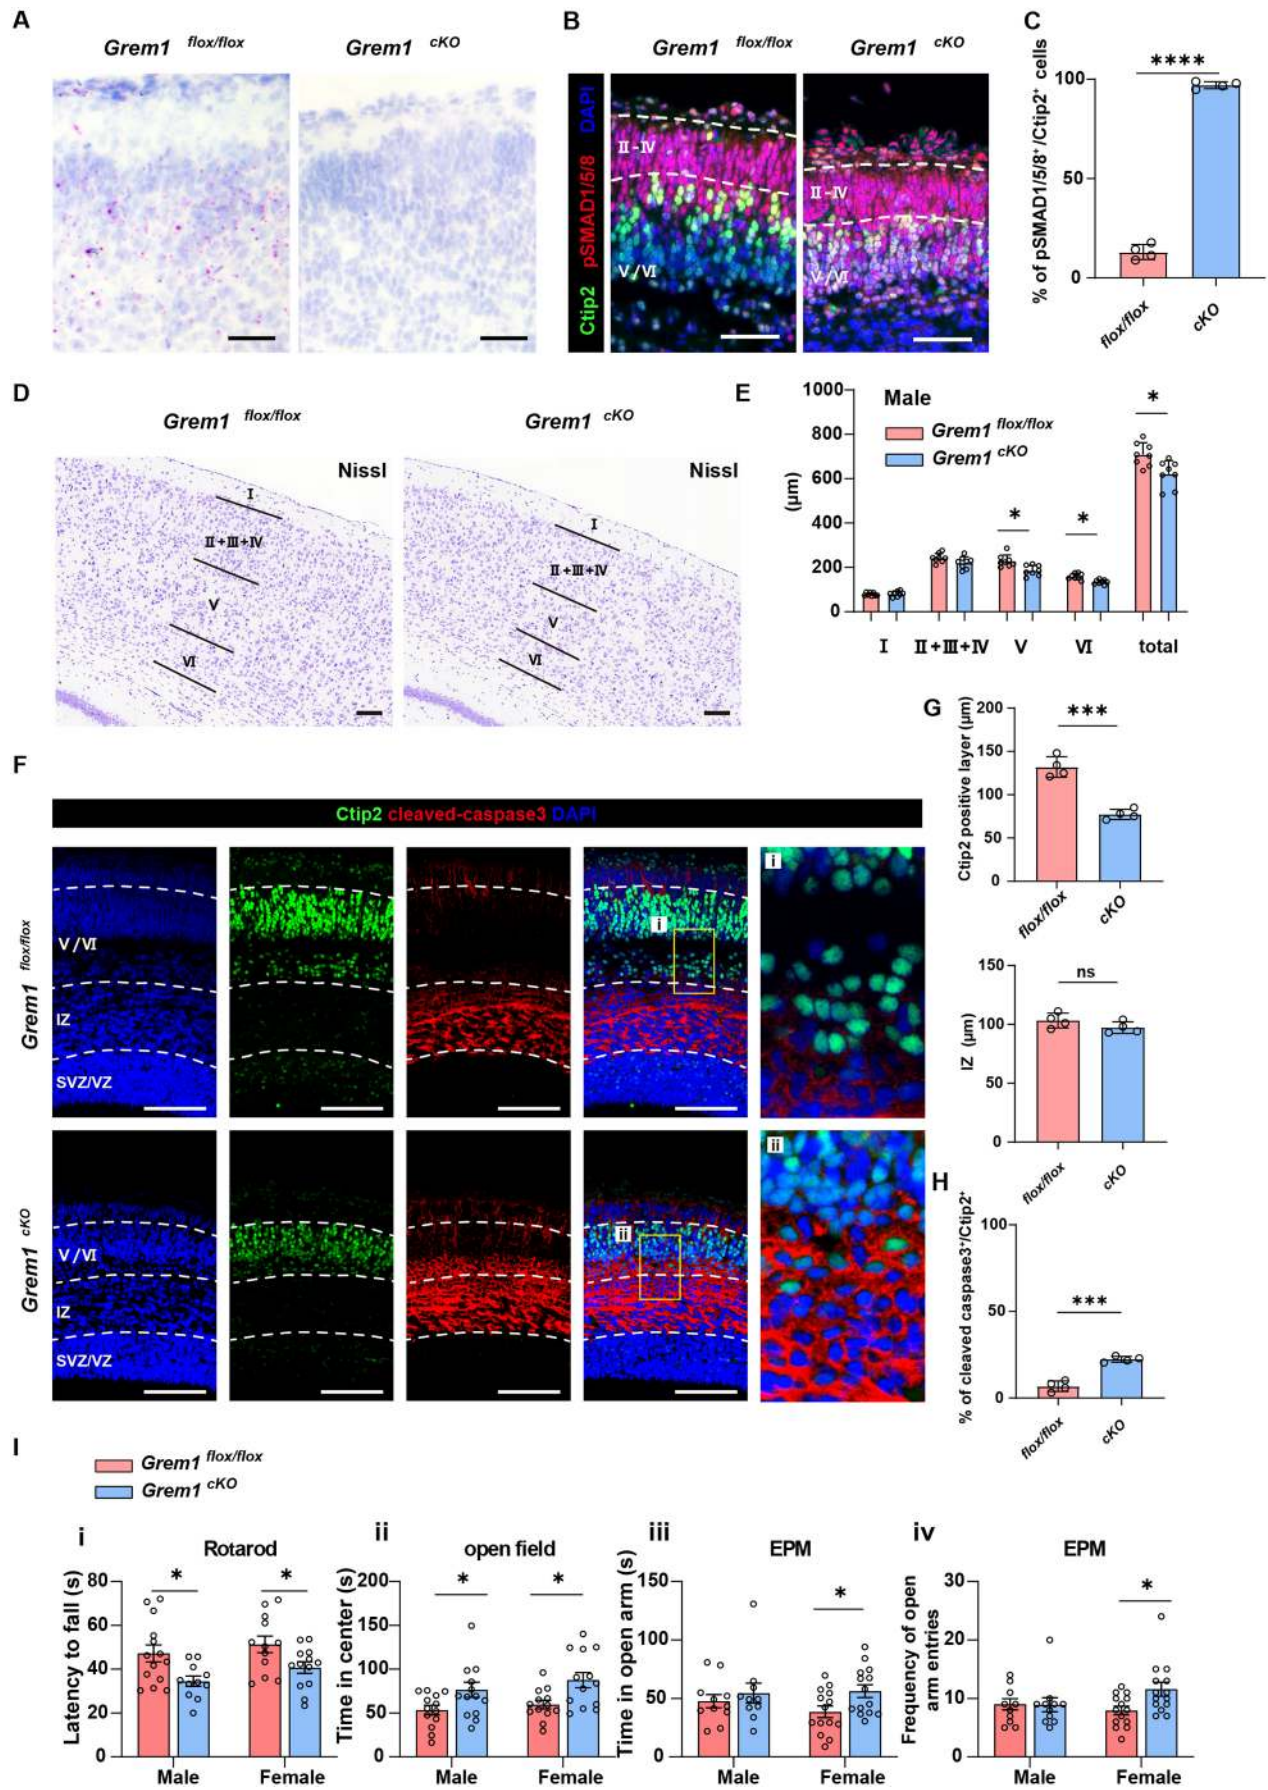 A
Grem1 flox/flox
Grem1 cKO
B
Grem1 flox/flox
Grem1 cKO
Ctip2 pSMAD1/5/8 DAPI
II-IV
V/VI
II-IV
V/VI
C
% of pSMAD1/5/8+/Ctip2+ cells
****
100
50
0
flox/flox
cKO
D
Grem1 flox/flox
Grem1 cKO
Nissl
I
II+III+IV
V
VI
Nissl
I
II+III+IV
V
VI
E
Male
Grem1 flox/flox
Grem1 cKO
(μm)
1000
800
600
400
200
0
*
*
*
I
II+III+IV
V
VI
total
F
Ctip2 cleaved-caspase3 DAPI
Grem1 flox/flox
V/VI
IZ
SVZ/VZ
i
i
Grem1 cKO
V/VI
IZ
SVZ/VZ
ii
ii
G
Ctip2 positive layer (μm)
200
150
100
50
0
***
flox/flox
cKO
IZ (μm)
150
100
50
0
ns
flox/flox
cKO
H
% of cleaved caspase3+/Ctip2+
100
50
0
***
flox/flox
cKO
I
Grem1 flox/flox
Grem1 cKO
i
Rotarod
Latency to fall (s)
80
60
40
20
0
*
*
Male
Female
ii
open field
Time in center (s)
200
150
100
50
0
*
*
Male
Female
iii
EPM
Time in open arm (s)
150
100
50
0
*
Male
Female
iv
EPM
Frequency of open
arm entries
30
20
10
0
*
Male
Female